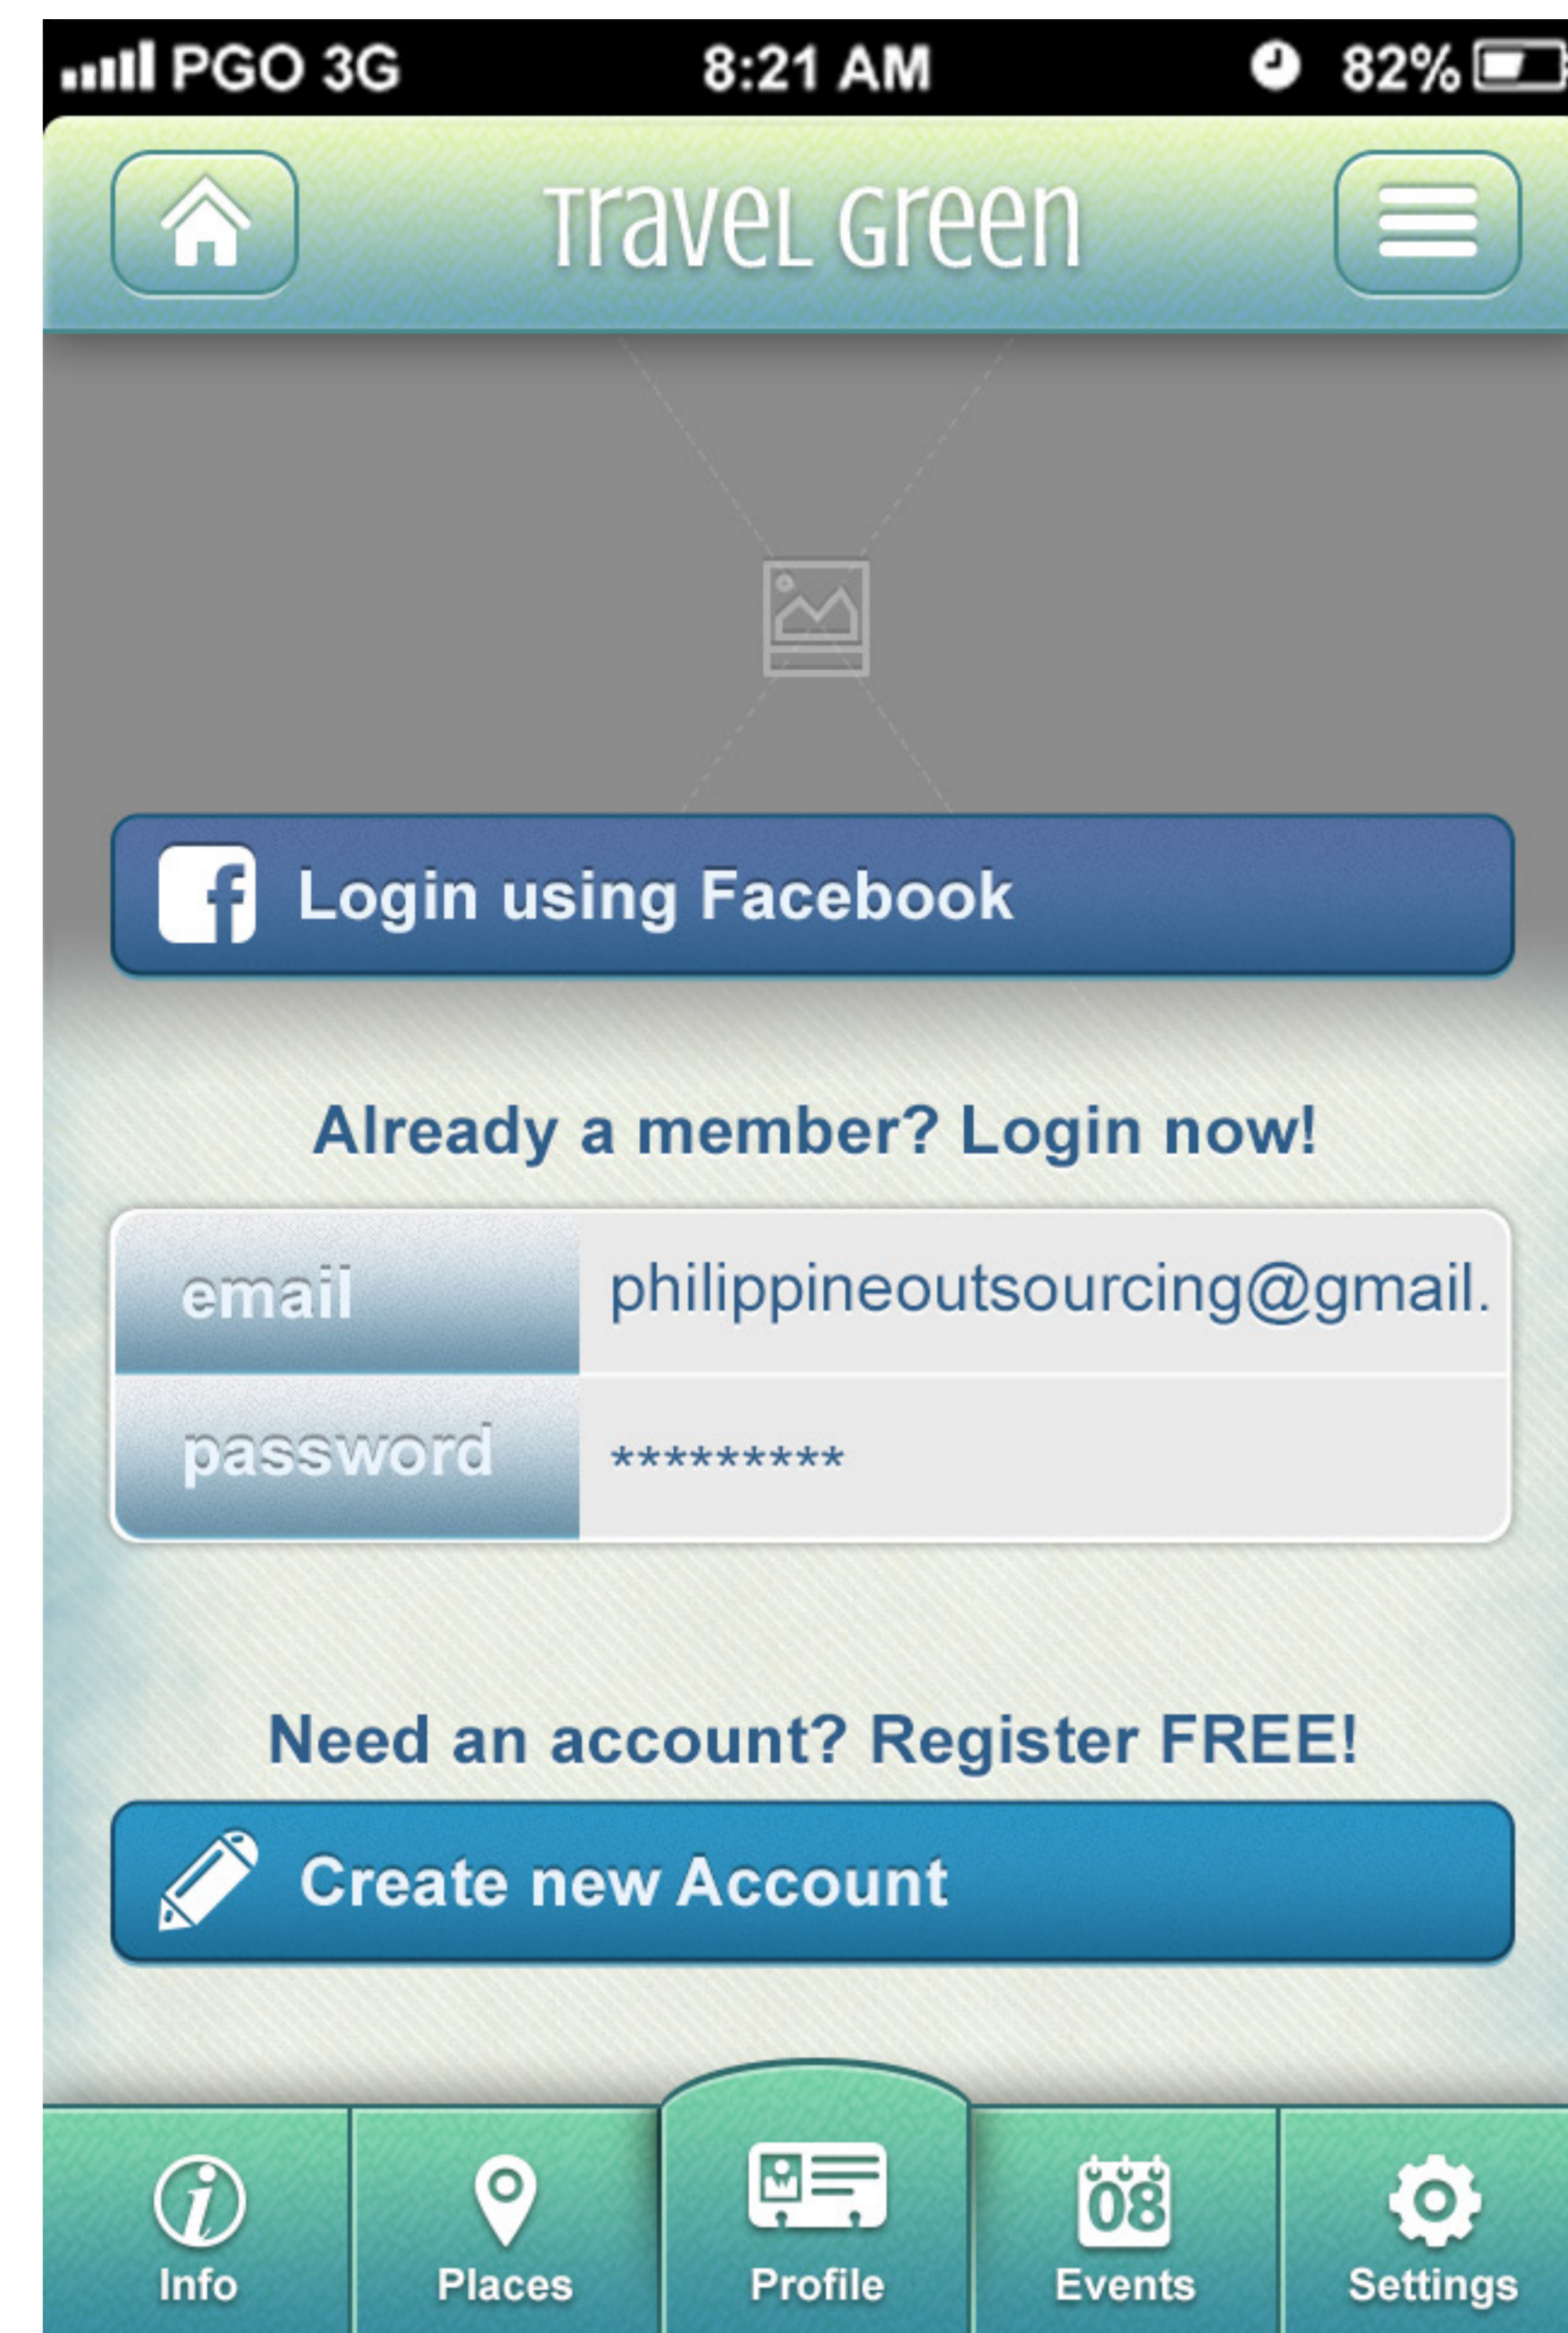 PGO 3G 8:21 AM 82%
Travel Green
Login using Facebook
Already a member? Login now!
email philippineoutsourcing@gmail.
password *********
Need an account? Register FREE!
Create new Account
08
Info Places Profile Events Settings